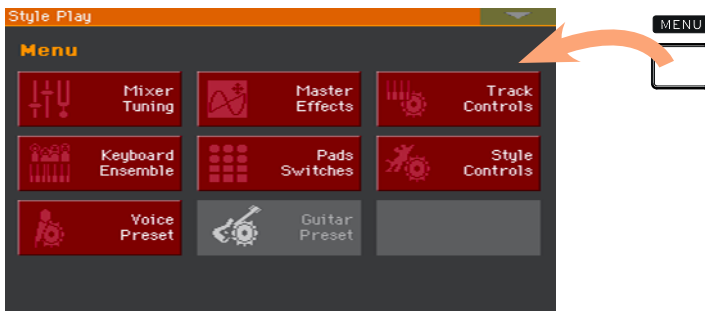 Style Play
MENU
Menu
Mixer
Tuning
Master
Effects
Track
Controls
Keyboard
Ensemble
Pads
Switches
Style
Controls
Voice
Preset
Guitar
Preset